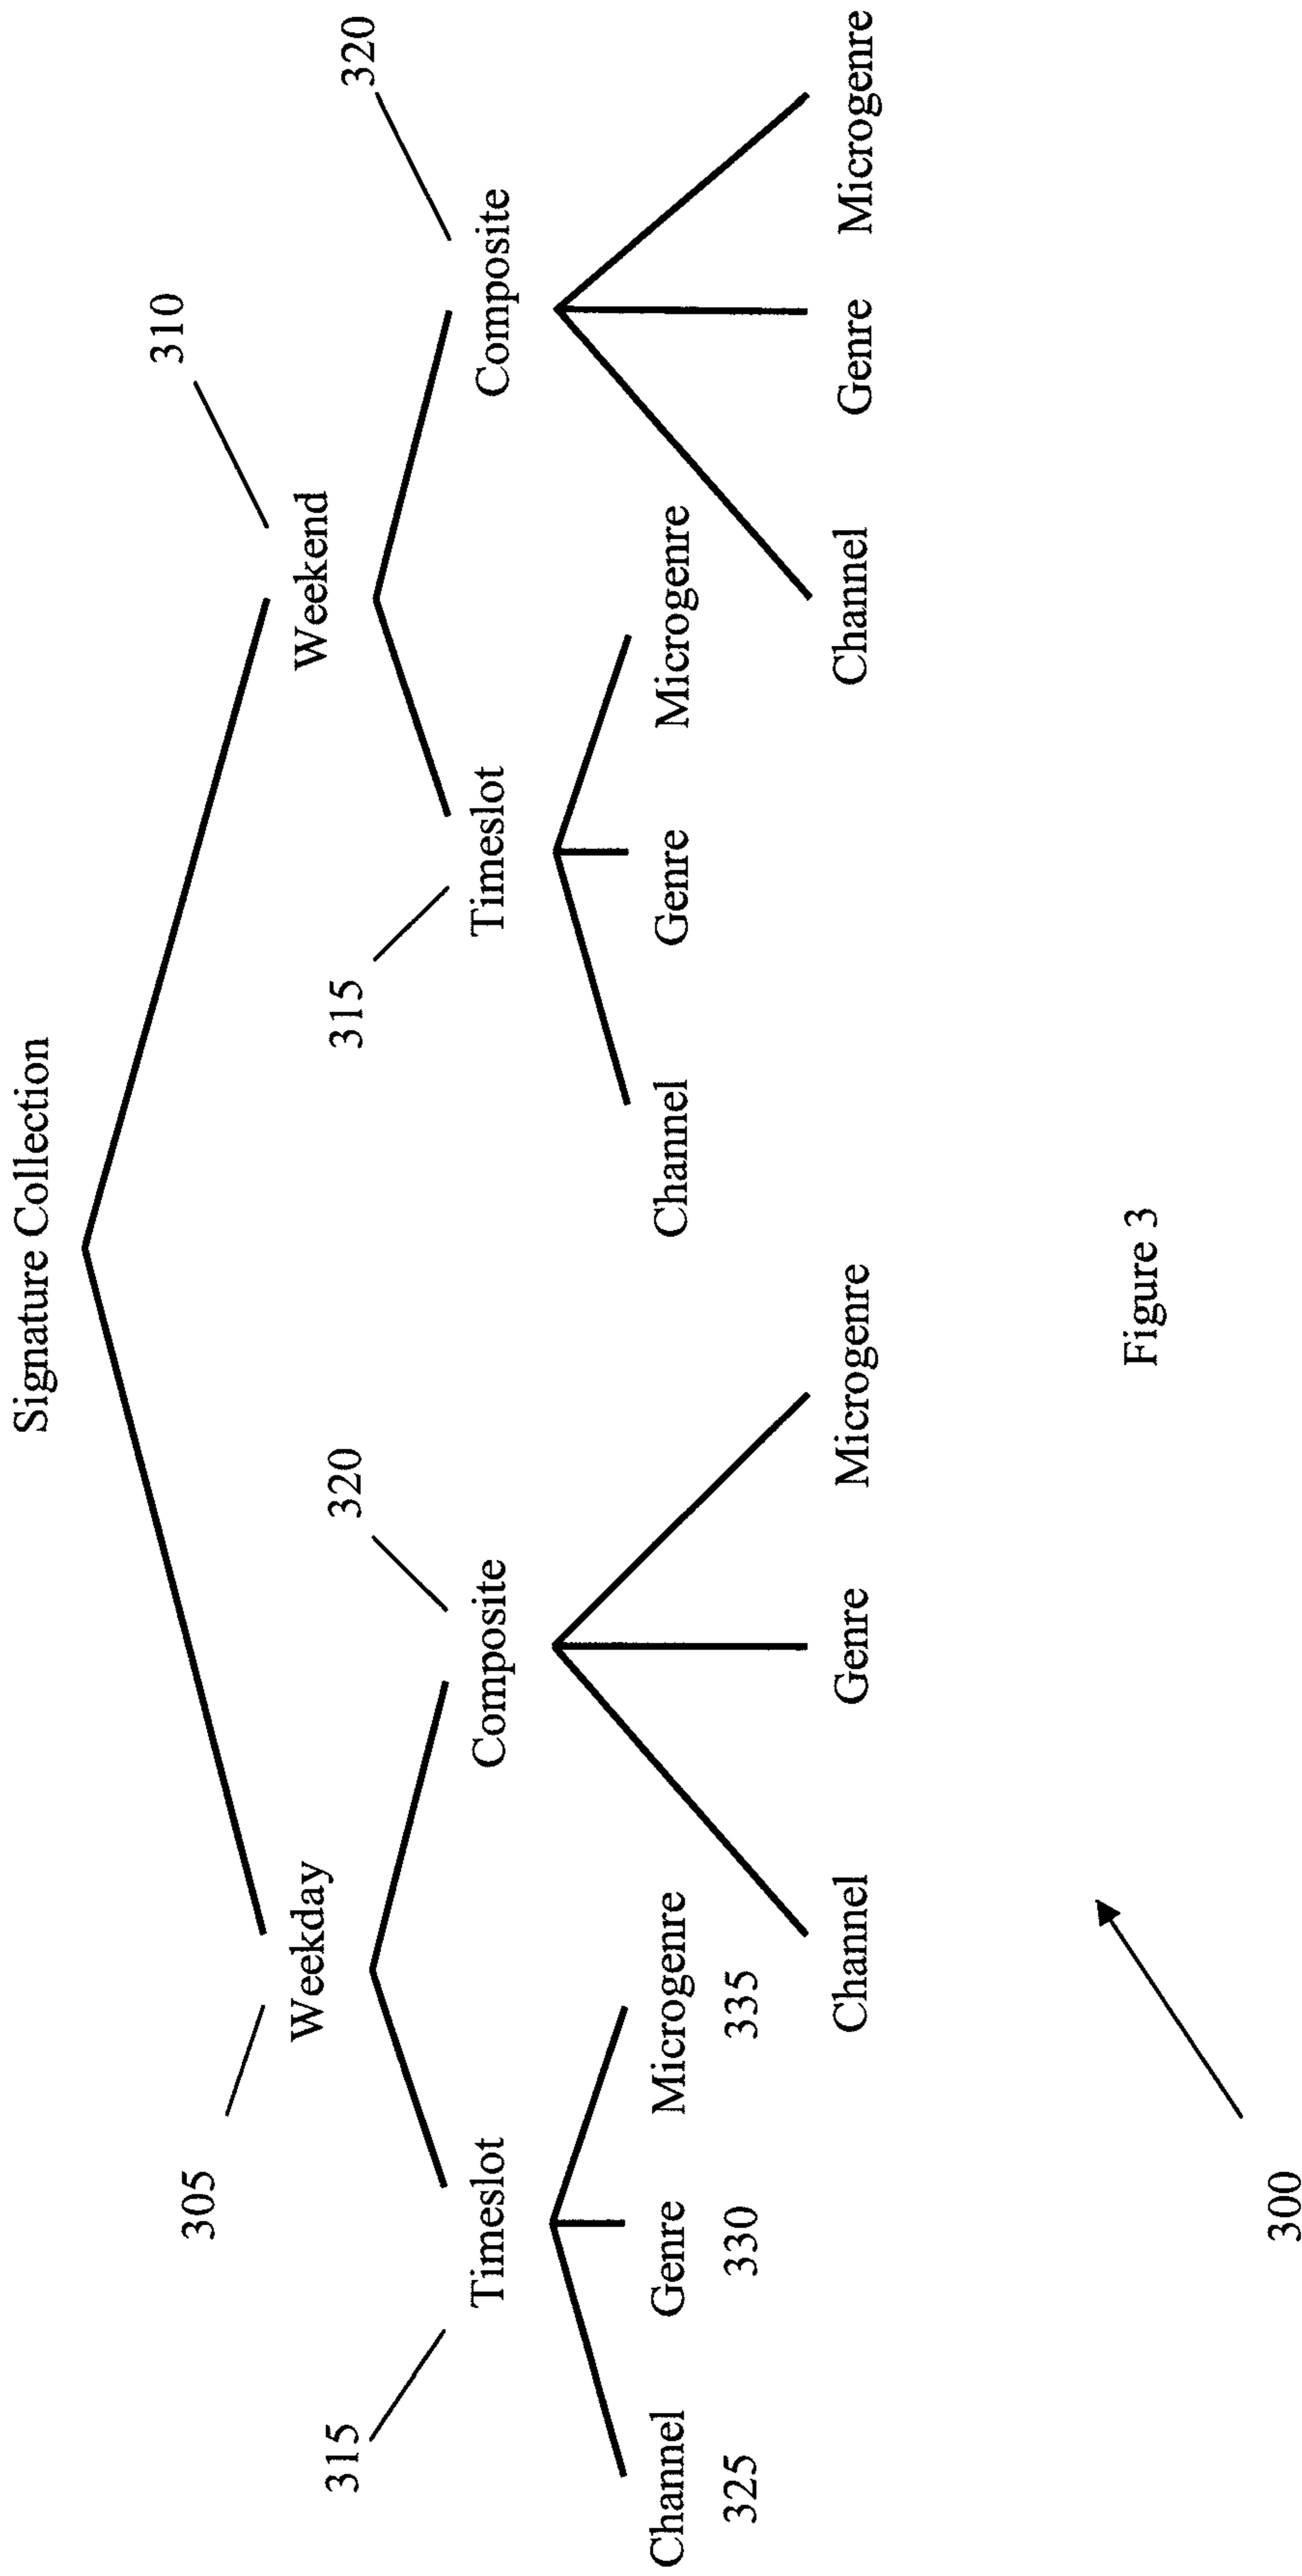 Signature Collection
310
320
305
Weekday
Weekend
315
320
315
320
Timeslot
Composite
Timeslot
Composite
Channel
Genre
Microgenre
Channel
Genre
Microgenre
325
330
335
Channel
Genre
Microgenre
Channel
Genre
Microgenre
300
Figure 3